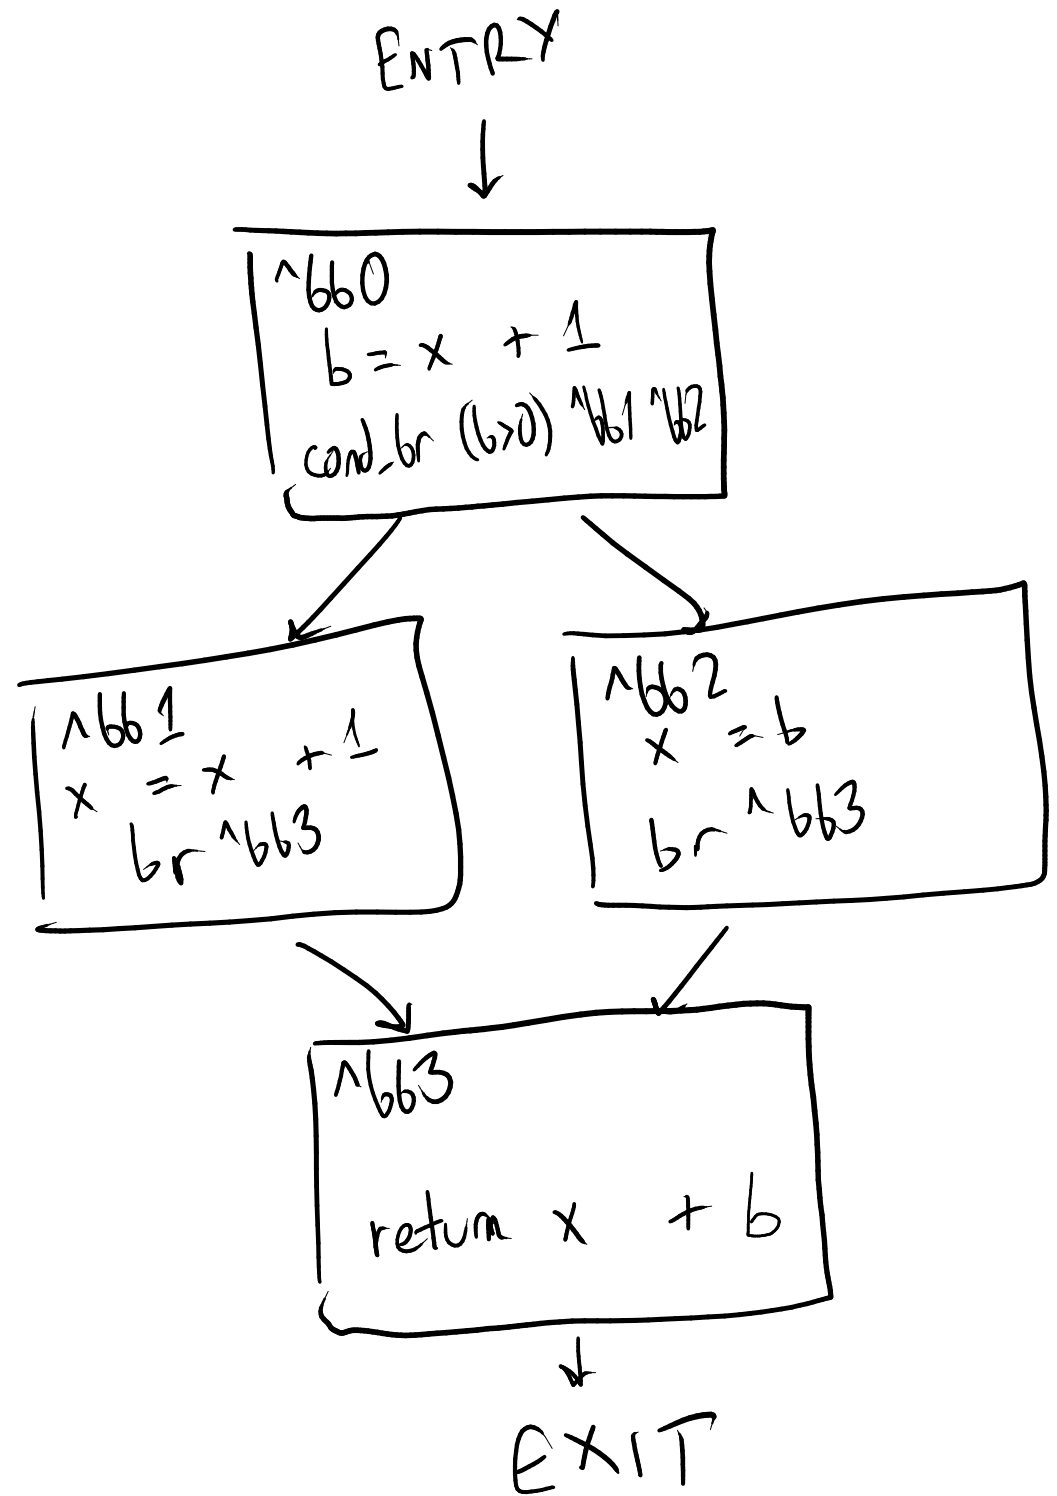 ENTRY
^bb0
b = x + 1
cond_br (b>0) ^bb1 ^bb2
^bb1
x = x + 1
br ^bb3
^bb2
x = b
br ^bb3
^bb3
return x + b
EXIT